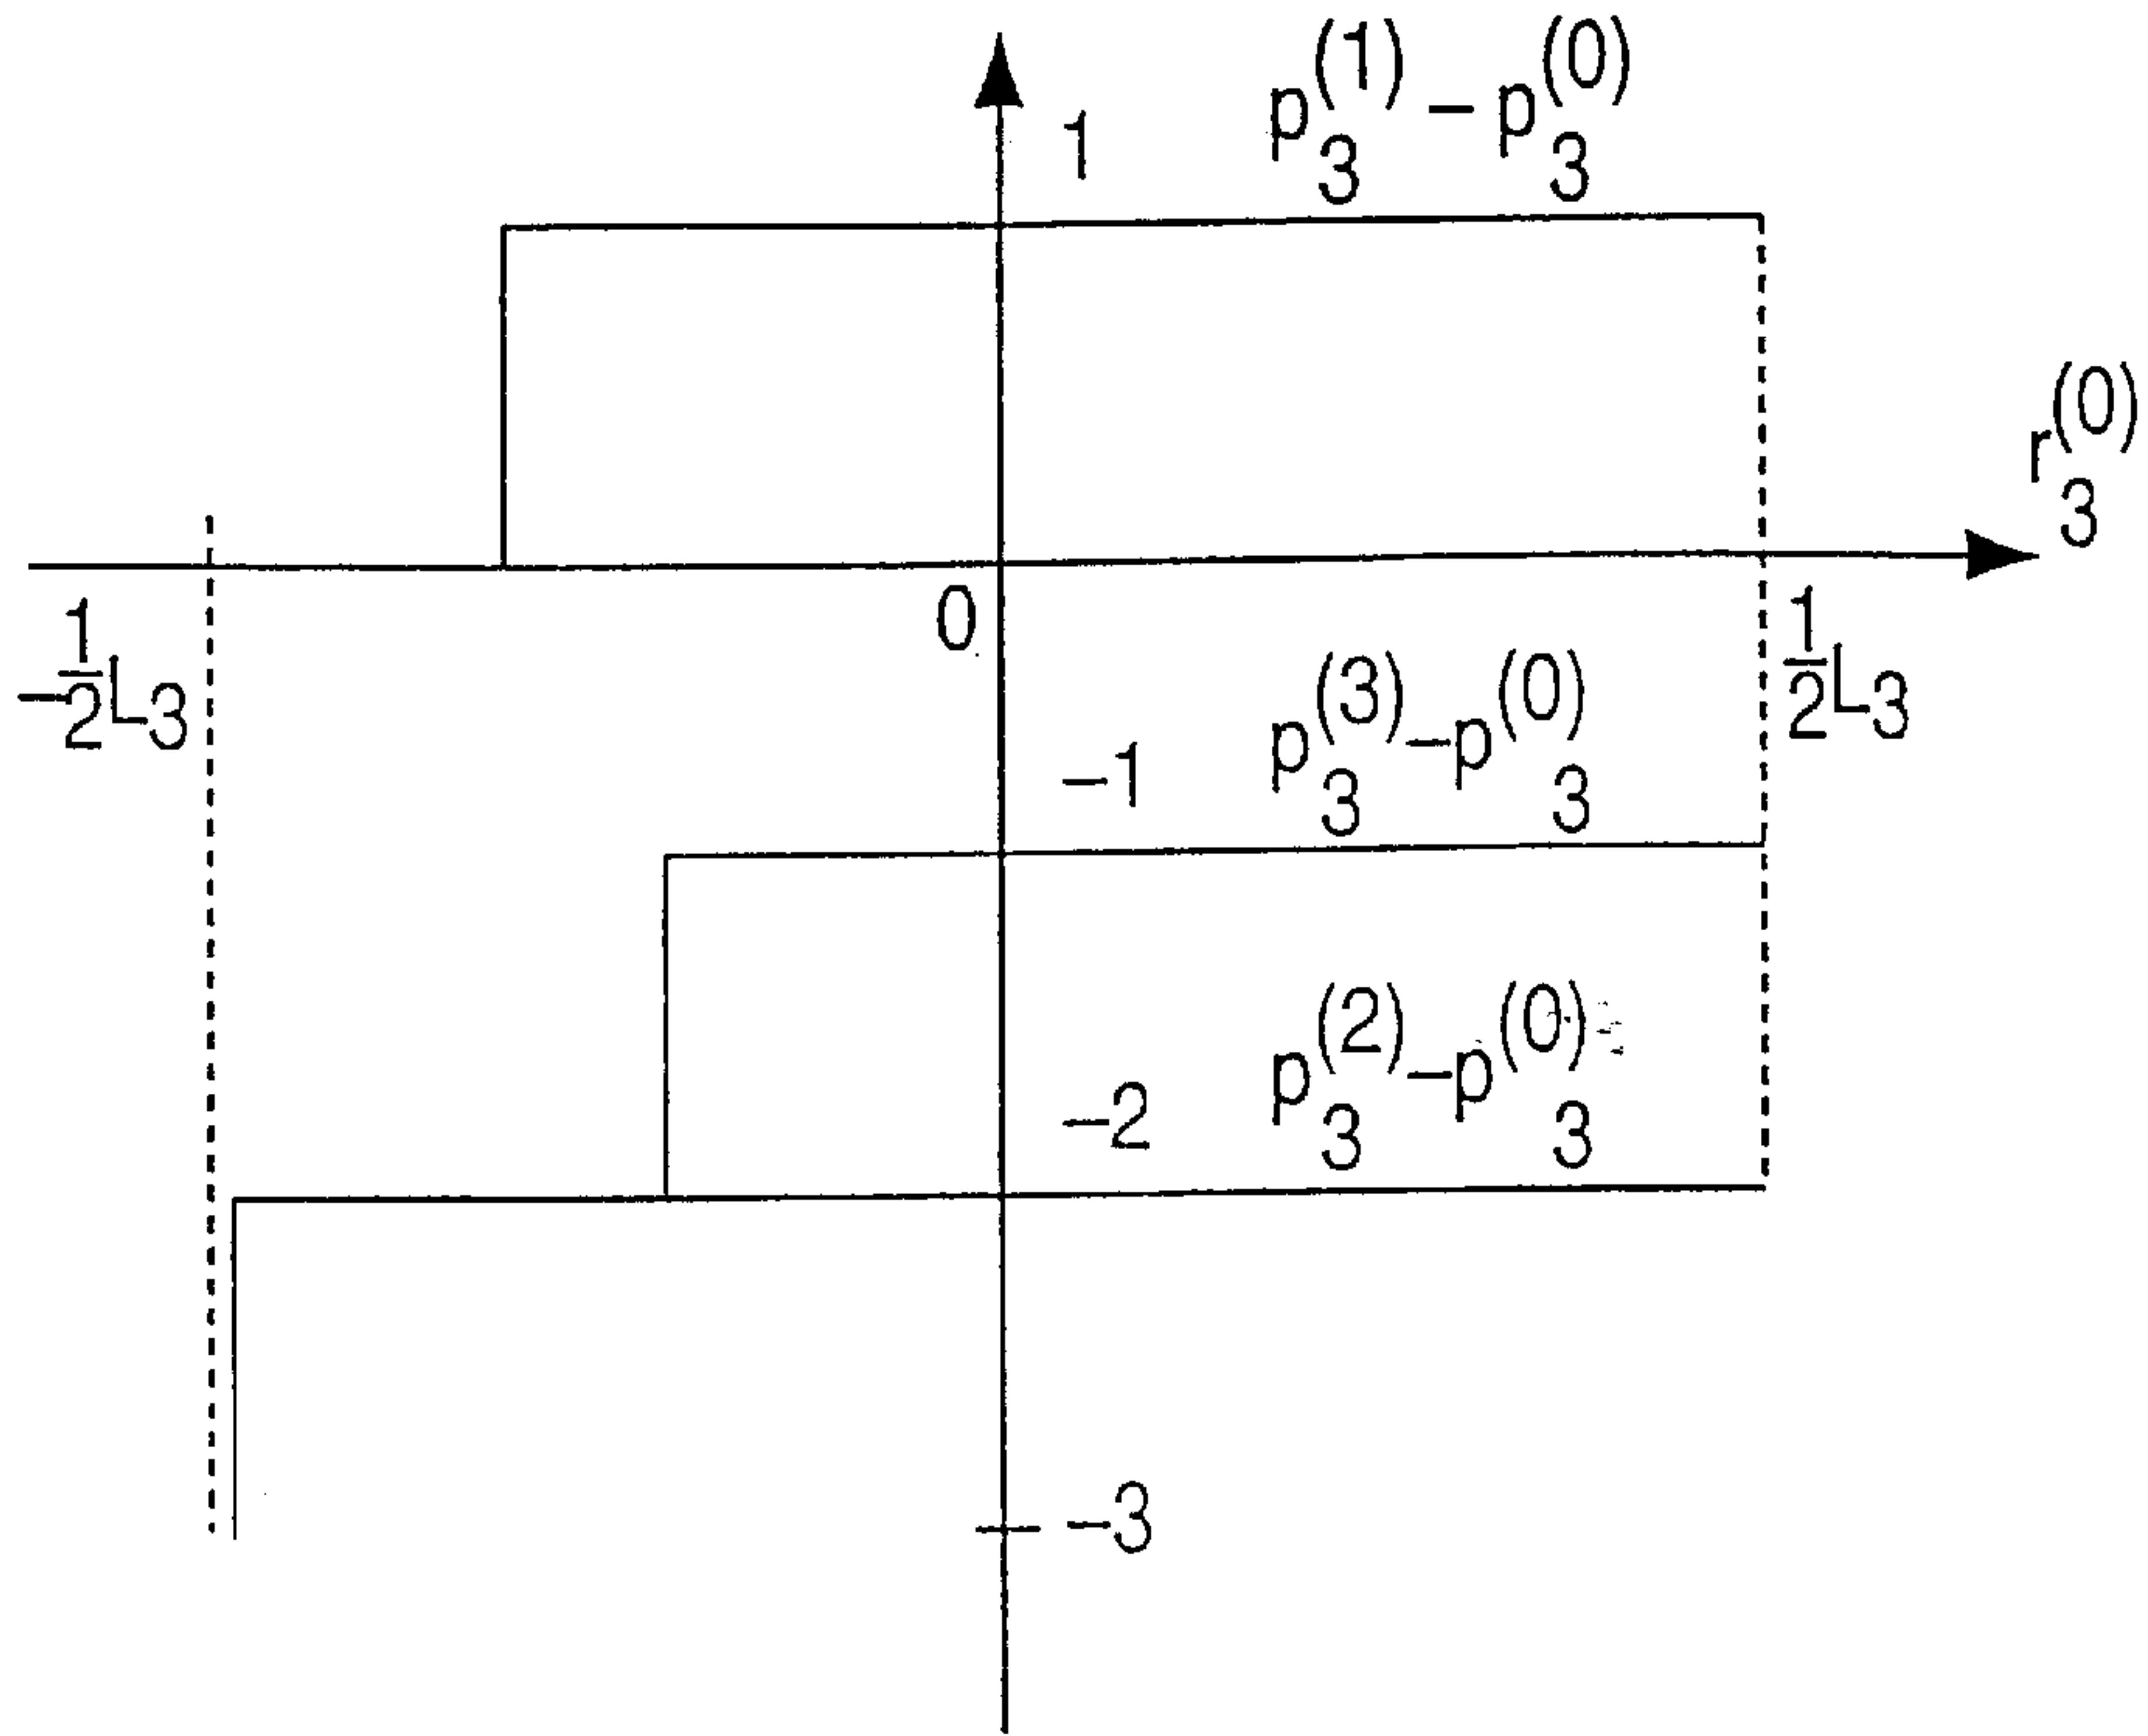 1 p₃⁽¹⁾ – p₃⁽⁰⁾
r₃⁽⁰⁾
–½L₃ 0 ½L₃
–1 p₃⁽³⁾–p₃⁽⁰⁾
–2 p₃⁽²⁾–p₃⁽⁰⁾
–3